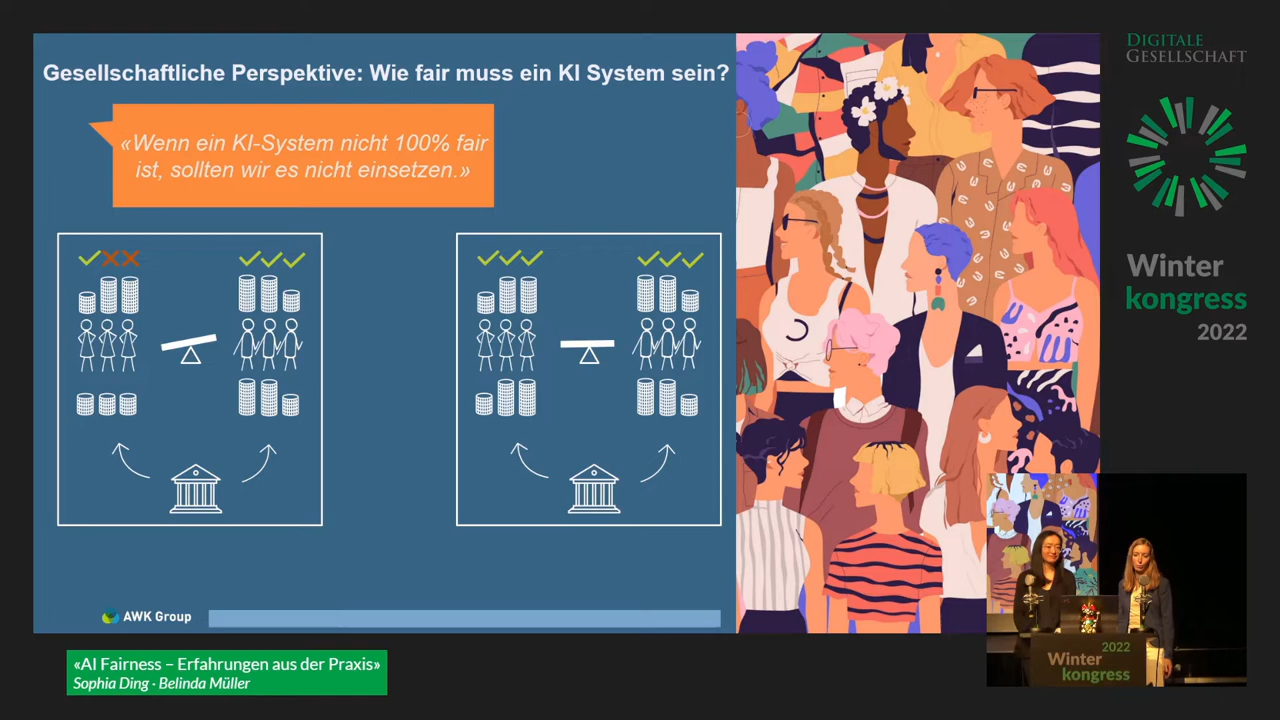 Gesellschaftliche Perspektive: Wie fair muss ein KI System sein?
«Wenn ein KI-System nicht 100% fair
ist, sollten wir es nicht einsetzen.»
AWK Group
«AI Fairness – Erfahrungen aus der Praxis»
Sophia Ding · Belinda Müller
DIGITALE
GESELLSCHAFT
Winter
kongress
2022
2022
Winter
kongress